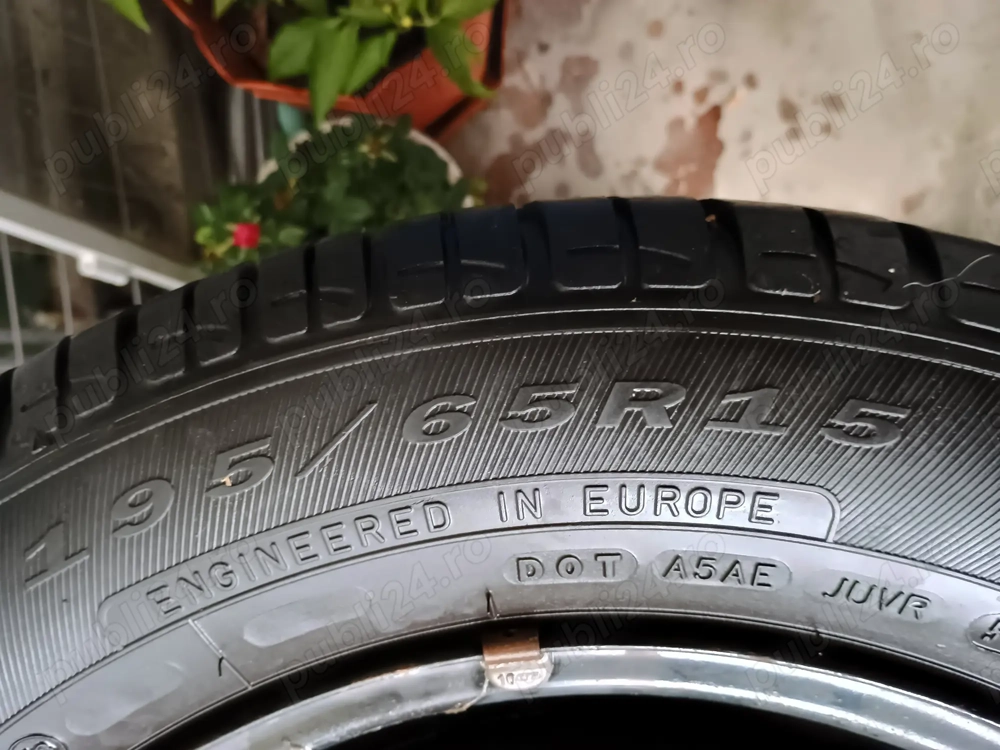 195/65R15
ENGINEERED IN EUROPE
DOT A5AE JUVR
publi24.ro